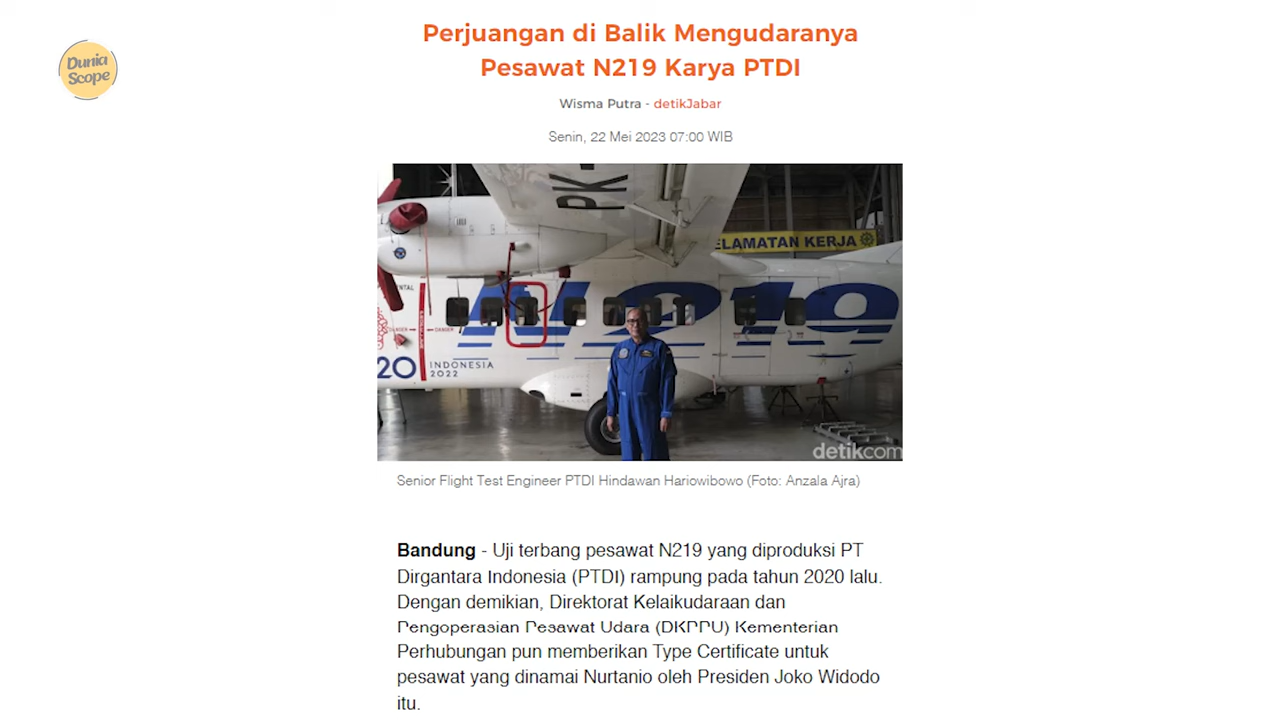 Dunia
Scope
Perjuangan di Balik Mengudaranya
Pesawat N219 Karya PTDI
Wisma Putra - detikJabar
Senin, 22 Mei 2023 07:00 WIB
PK-
ELAMATAN KERJA
N219
DANGER
DANGER
20
INDONESIA
2022
detikcom
Senior Flight Test Engineer PTDI Hindawan Hariowibowo (Foto: Anzala Ajra)
Bandung - Uji terbang pesawat N219 yang diproduksi PT
Dirgantara Indonesia (PTDI) rampung pada tahun 2020 lalu.
Dengan demikian, Direktorat Kelaikudaraan dan
Pengoperasian Pesawat Udara (DKPPU) Kementerian
Perhubungan pun memberikan Type Certificate untuk
pesawat yang dinamai Nurtanio oleh Presiden Joko Widodo
itu.